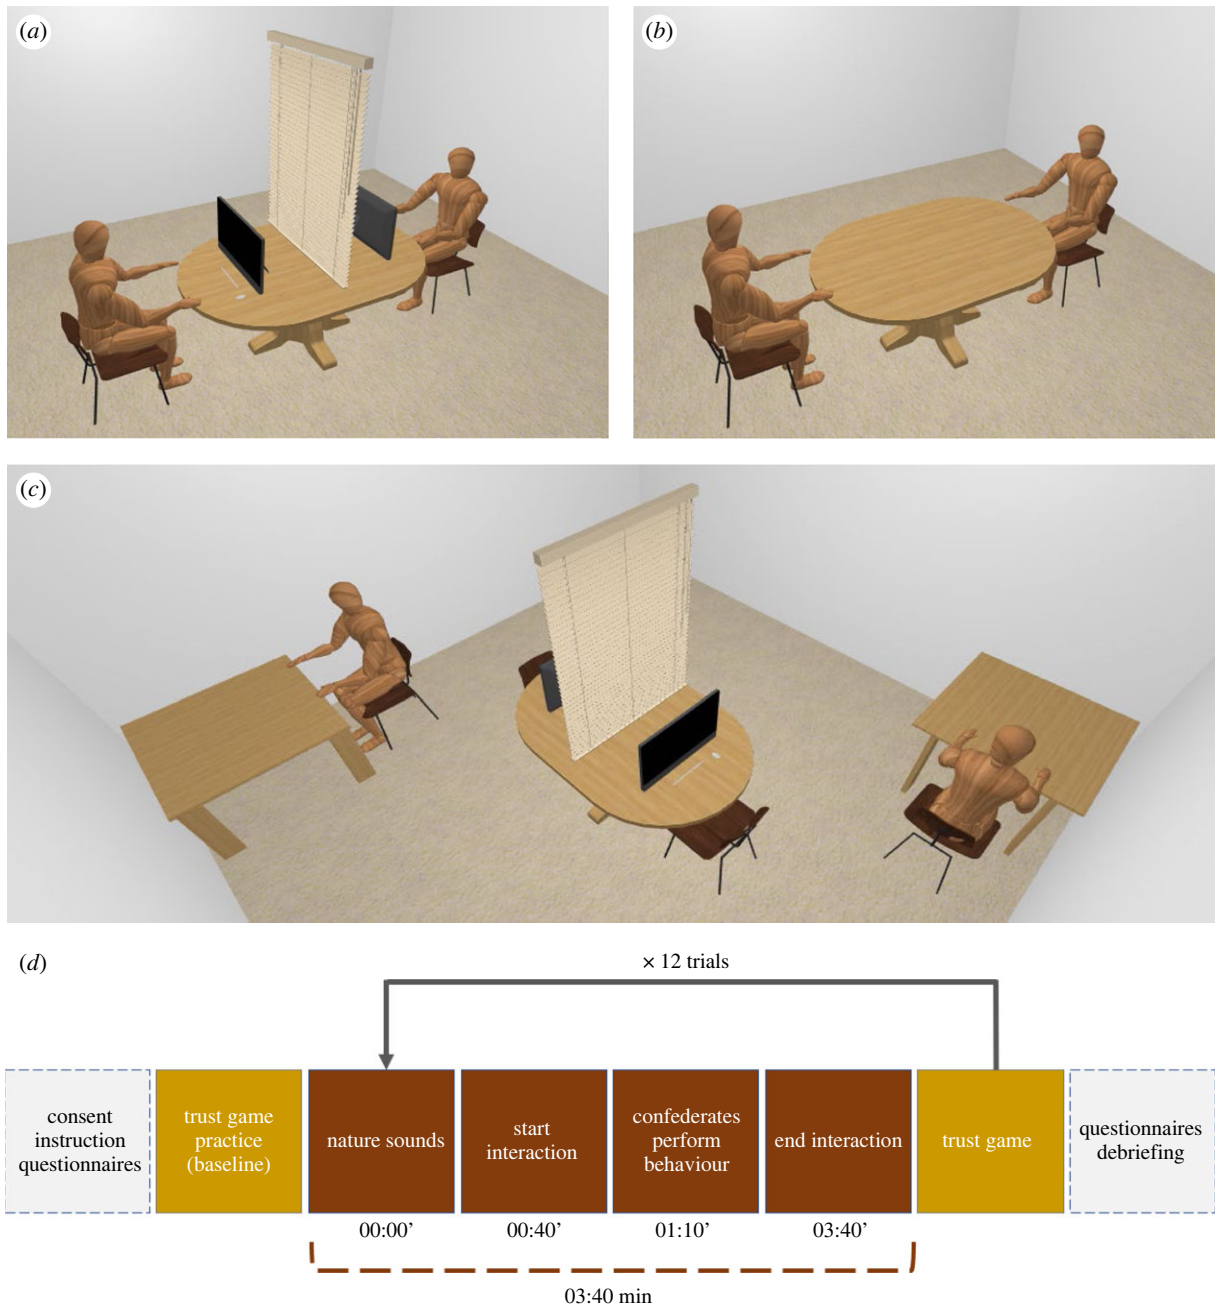 (a)
(b)
(c)
(d)
× 12 trials
consent
instruction
questionnaires
trust game
practice
(baseline)
nature sounds
start
interaction
confederates
perform
behaviour
end interaction
trust game
questionnaires
debriefing
00:00’
00:40’
01:10’
03:40’
03:40 min